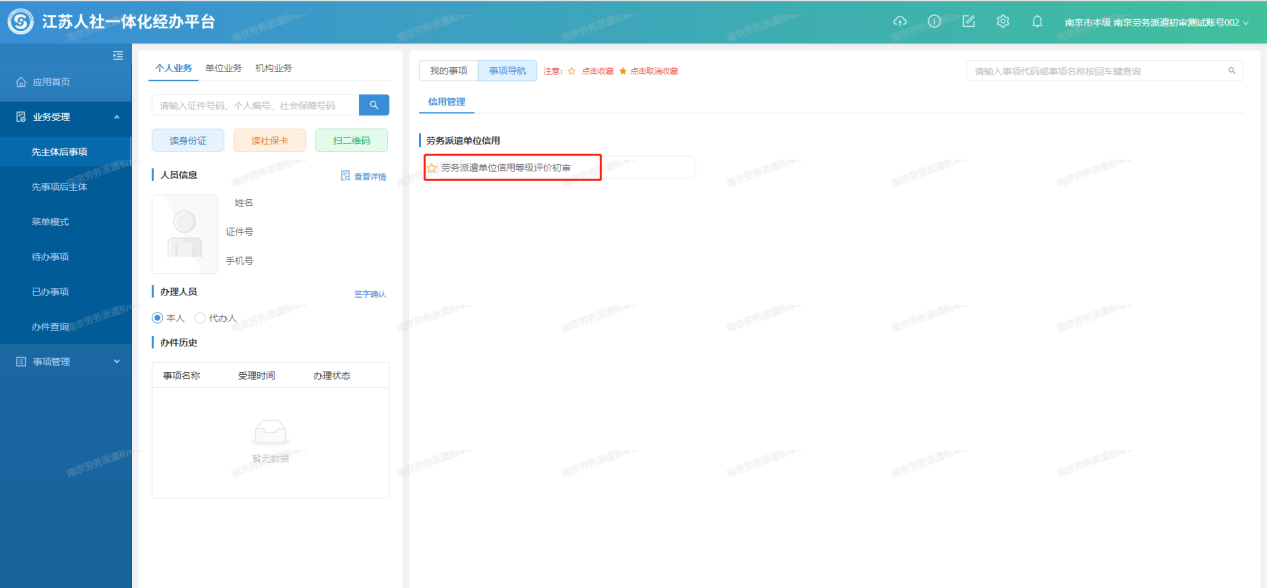 江苏人社一体化经办平台
南京市本级 南京劳务派遣初审测试账号002
应用首页
业务受理
先主体后事项
先事项后主体
菜单模式
待办事项
已办事项
办件查询
事项管理
个人业务 单位业务 机构业务
请输入证件号码、个人编号、社会保障号码
读身份证 读社保卡 扫二维码
人员信息 查看详情
姓名
证件号
手机号
办理人员 签字确认
本人 代办人
办件历史
事项名称 受理时间 办理状态
暂无数据
我的事项 事项导航 注意: ☆ 点击收藏 ★ 点击取消收藏
请输入事项代码或事项名称按回车键查询
信用管理
劳务派遣单位信用
劳务派遣单位信用等级评价初审